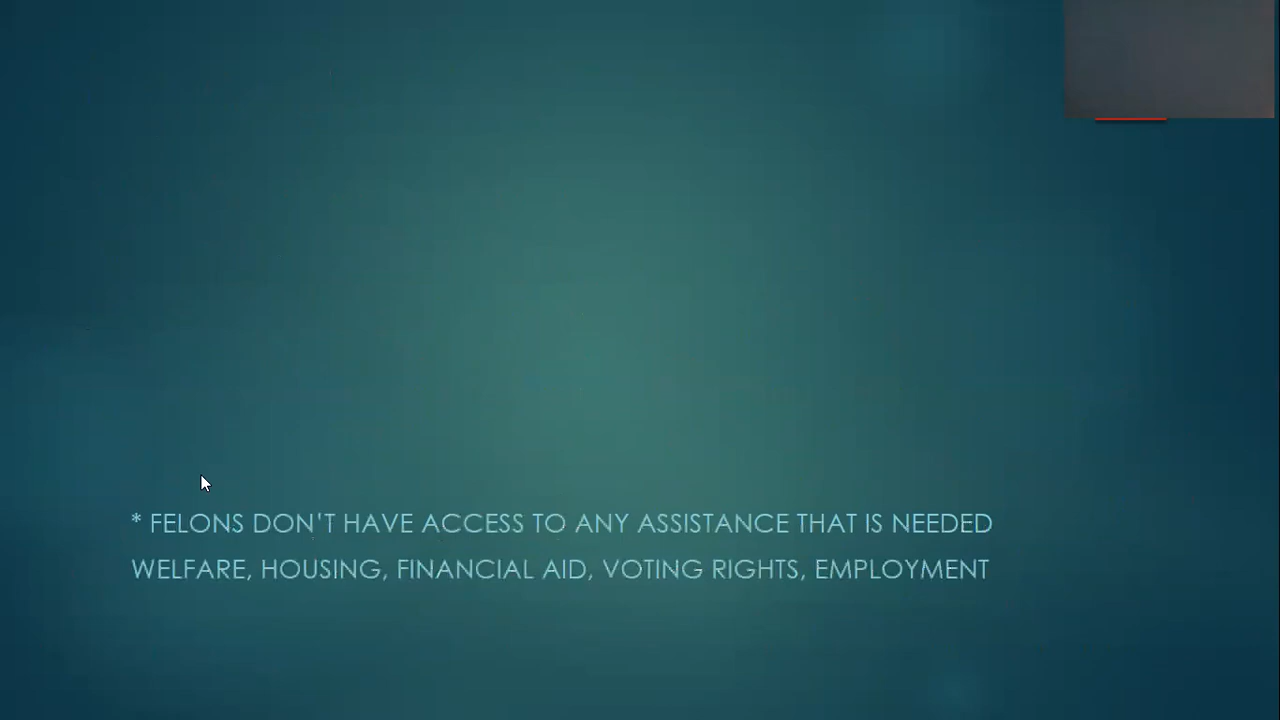 * FELONS DON'T HAVE ACCESS TO ANY ASSISTANCE THAT IS NEEDED
WELFARE, HOUSING, FINANCIAL AID, VOTING RIGHTS, EMPLOYMENT